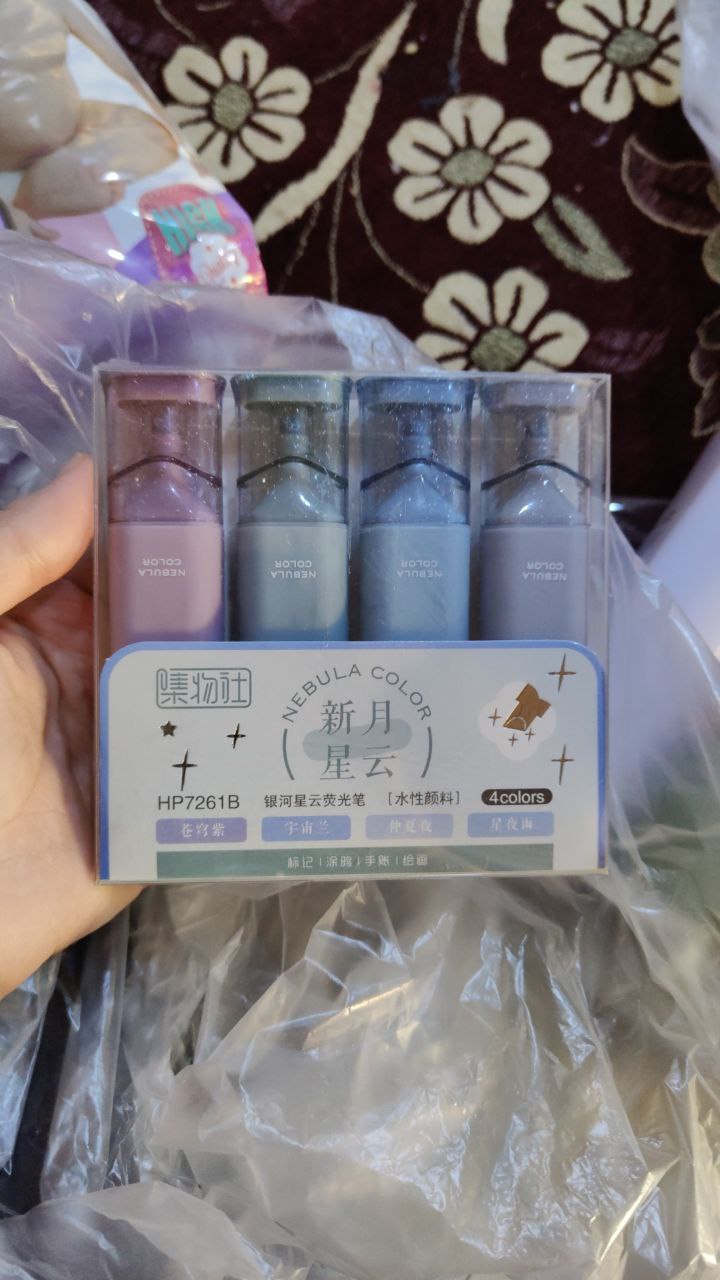 NEBULA
COLOR
NEBULA
COLOR
NEBULA
COLOR
NEBULA
COLOR
嗪物社
NEBULA COLOR
新月
星云
HP7261B 银河星云荧光笔 [水性颜料] 4colors
苍穹紫 宇宙兰 仲夏夜 星夜雨
标记 | 涂鸦 | 手账 | 绘画